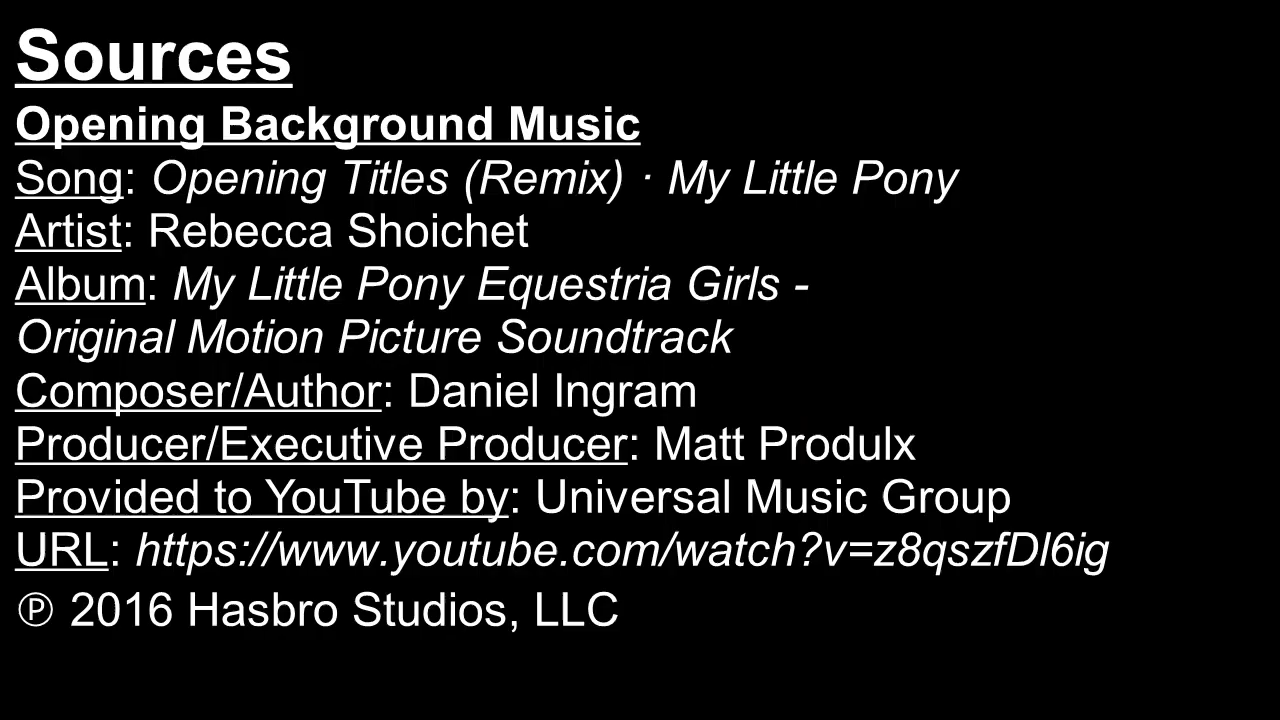 Sources
Opening Background Music
Song: Opening Titles (Remix) · My Little Pony
Artist: Rebecca Shoichet
Album: My Little Pony Equestria Girls -
Original Motion Picture Soundtrack
Composer/Author: Daniel Ingram
Producer/Executive Producer: Matt Produlx
Provided to YouTube by: Universal Music Group
URL: https://www.youtube.com/watch?v=z8qszfDl6ig
℗ 2016 Hasbro Studios, LLC